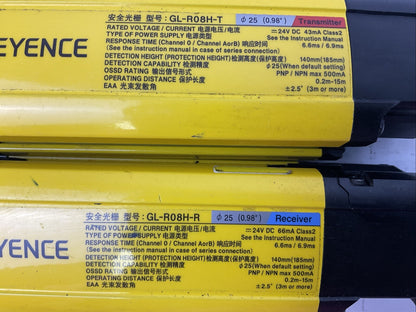 EYENCE
安全光栅 型号: GL-R08H-T ϕ25 (0.98") Transmitter
RATED VOLTAGE / CURRENT 电源电压/电流 ⎓ 24V DC 43mA Class2
TYPE OF POWER SUPPLY 电源类型 See the Instruction Manual
RESPONSE TIME (Channel 0 / Channel AorB) 响应时间 6.6ms / 6.9ms
(See the instruction manual in case of series connection)
DETECTION HEIGHT (PROTECTION HEIGHT)检测高度(保护高度) 140mm(185mm)
DETECTION CAPABILITY 检测精度 ϕ25(When default setting)
OSSD RATING 输出信号形式 PNP / NPN max 500mA
OPERATING DISTANCE 保护长度 0.2m-15m
EAA 光束发散角 ±2.5° (3m or more)
EYENCE
安全光栅 型号: GL-R08H-R ϕ25 (0.98") Receiver
RATED VOLTAGE / CURRENT 电源电压/电流 ⎓ 24V DC 66mA Class2
TYPE OF POWER SUPPLY 电源类型 See the Instruction Manual
RESPONSE TIME (Channel 0 / Channel AorB) 响应时间 6.6ms / 6.9ms
(See the instruction manual in case of series connection)
DETECTION HEIGHT (PROTECTION HEIGHT)检测高度(保护高度) 140mm(185mm)
DETECTION CAPABILITY 检测精度 ϕ25(When default setting)
OSSD RATING 输出信号形式 PNP / NPN max 500mA
OPERATING DISTANCE 保护长度 0.2m-15m
EAA 光束发散角 ±2.5° (3m or more)